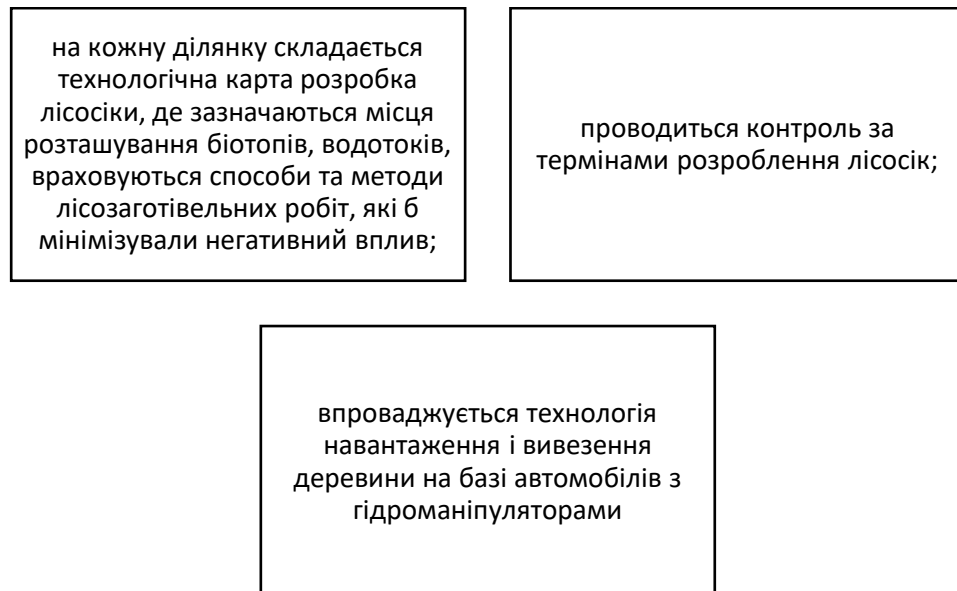 на кожну ділянку складається
технологічна карта розробка
лісосіки, де зазначаються місця
розташування біотопів, водотоків,
враховуються способи та методи
лісозаготівельних робіт, які б
мінімізували негативний вплив;
проводиться контроль за
термінами розроблення лісосік;
впроваджується технологія
навантаження і вивезення
деревини на базі автомобілів з
гідроманіпуляторами